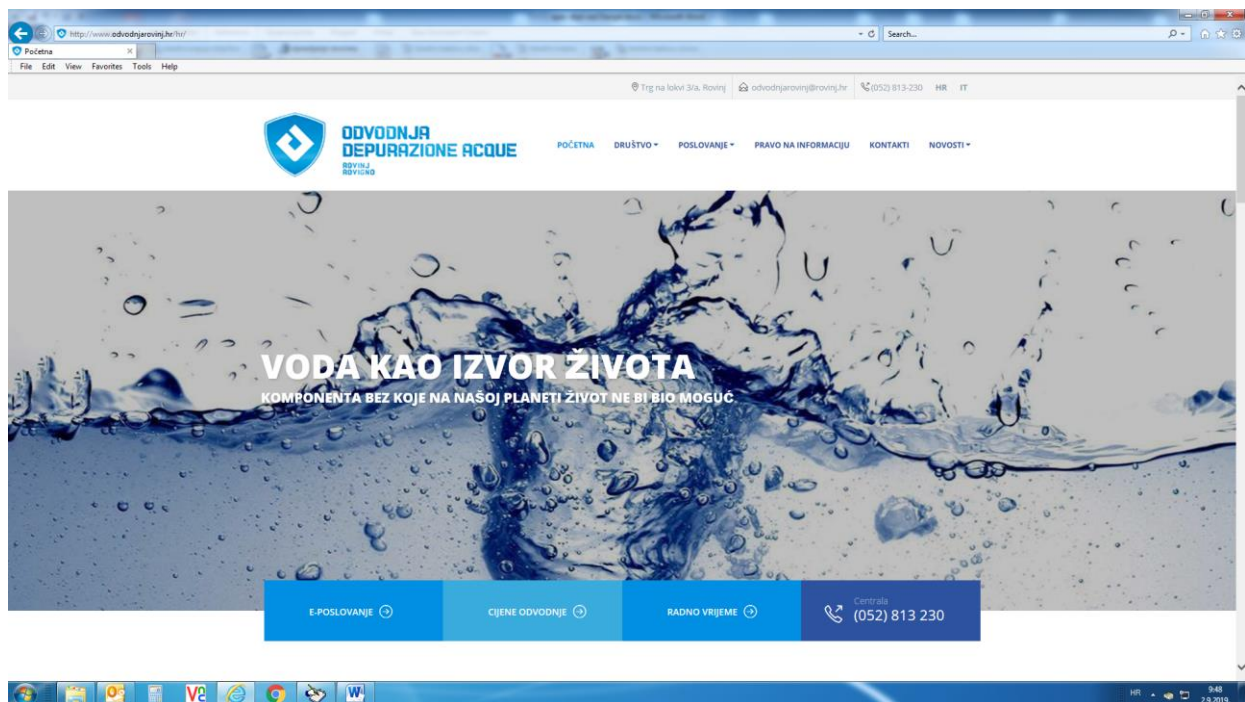 http://www.odvodnjarovinj.hr/hr/
Search...
Početna
File Edit View Favorites Tools Help
Trg na lokvi 3/a, Rovinj odvodnjarovinj@rovinj.hr (052) 813-230 HR IT
ODVODNJA
DEPURAZIONE ACQUE
ROVINJ
ROVIGNO
POČETNA DRUŠTVO POSLOVANJE PRAVO NA INFORMACIJU KONTAKTI NOVOSTI
VODA KAO IZVOR ŽIVOTA
KOMPONENTA BEZ KOJE NA NAŠOJ PLANETI ŽIVOT NE BI BIO MOGUĆ
E-POSLOVANJE
CIJENE ODVODNJE
RADNO VRIJEME
Centrala
(052) 813 230
HR
9:48
2.9.2019